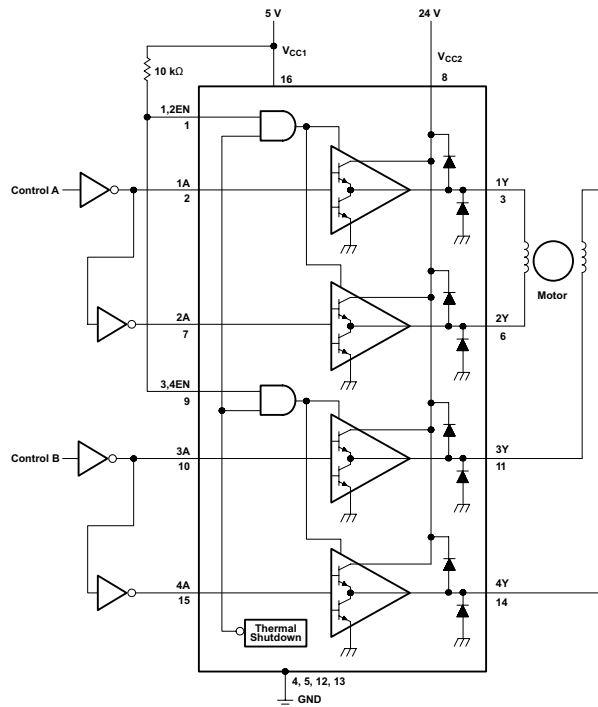 5 V
24 V
VCC1
VCC2
10 kΩ
16
8
1,2EN
1
Control A
1A
2
1Y
3
Motor
2A
7
2Y
6
3,4EN
9
Control B
3A
10
3Y
11
4A
15
4Y
14
Thermal
Shutdown
4, 5, 12, 13
GND